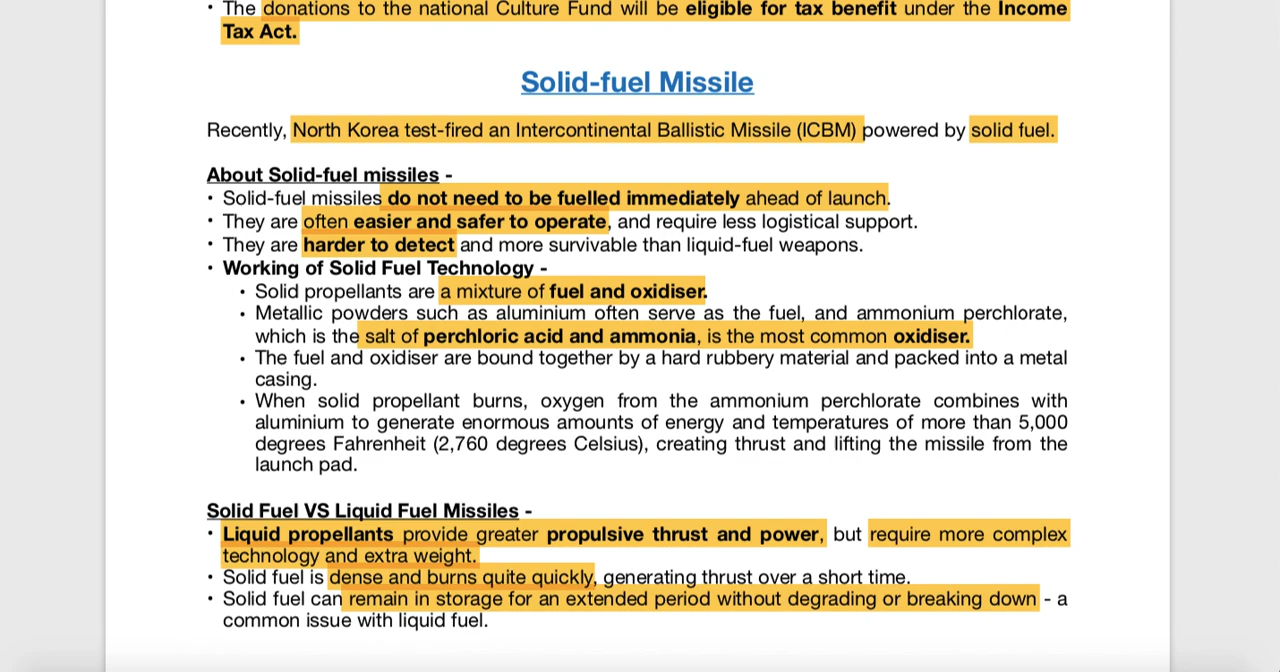 • The donations to the national Culture Fund will be eligible for tax benefit under the Income
Tax Act.
Solid-fuel Missile
Recently, North Korea test-fired an Intercontinental Ballistic Missile (ICBM) powered by solid fuel.
About Solid-fuel missiles -
• Solid-fuel missiles do not need to be fuelled immediately ahead of launch.
• They are often easier and safer to operate, and require less logistical support.
• They are harder to detect and more survivable than liquid-fuel weapons.
• Working of Solid Fuel Technology -
• Solid propellants are a mixture of fuel and oxidiser.
• Metallic powders such as aluminium often serve as the fuel, and ammonium perchlorate,
which is the salt of perchloric acid and ammonia, is the most common oxidiser.
• The fuel and oxidiser are bound together by a hard rubbery material and packed into a metal
casing.
• When solid propellant burns, oxygen from the ammonium perchlorate combines with
aluminium to generate enormous amounts of energy and temperatures of more than 5,000
degrees Fahrenheit (2,760 degrees Celsius), creating thrust and lifting the missile from the
launch pad.
Solid Fuel VS Liquid Fuel Missiles -
• Liquid propellants provide greater propulsive thrust and power, but require more complex
technology and extra weight.
• Solid fuel is dense and burns quite quickly, generating thrust over a short time.
• Solid fuel can remain in storage for an extended period without degrading or breaking down - a
common issue with liquid fuel.